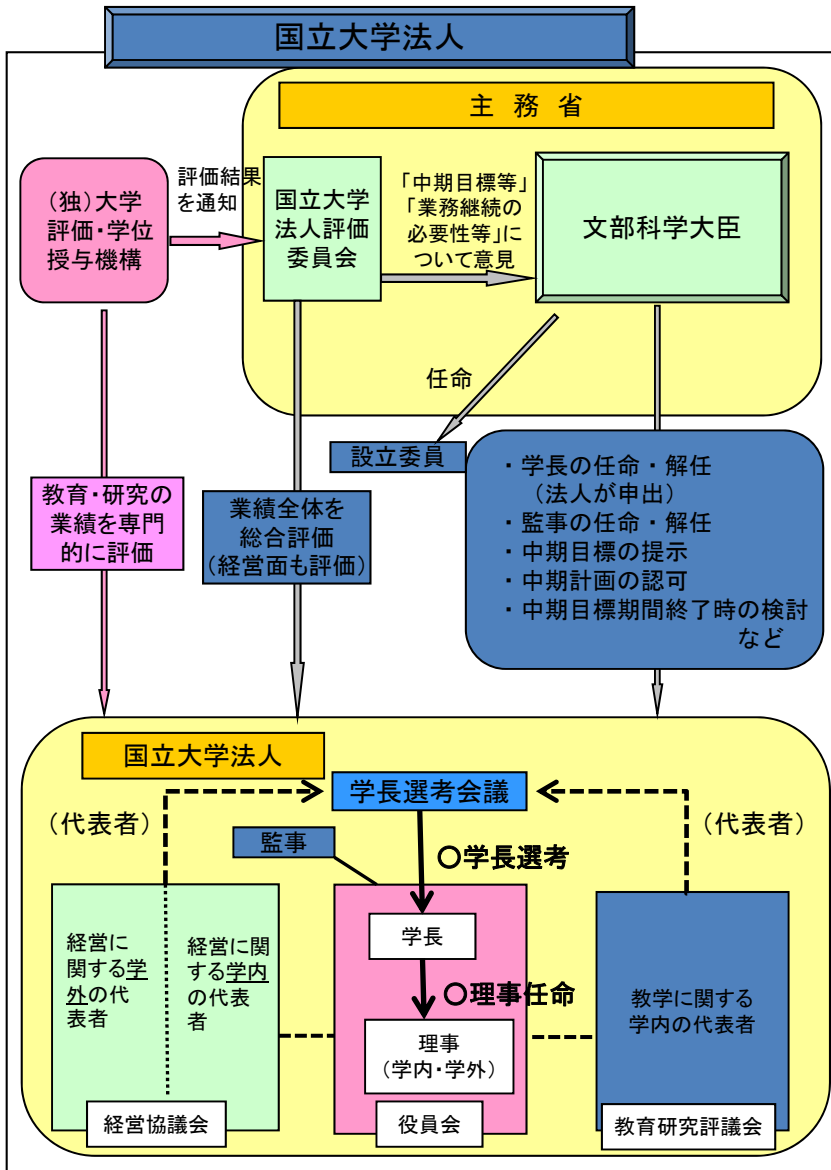 国立大学法人
主 務 省
(独)大学
評価・学位
授与機構
評価結果
を通知
国立大学
法人評価
委員会
「中期目標等」
「業務継続の
必要性等」に
ついて意見
文部科学大臣
任命
設立委員
教育・研究の
業績を専門
的に評価
業績全体を
総合評価
(経営面も評価)
・学長の任命・解任
(法人が申出)
・監事の任命・解任
・中期目標の提示
・中期計画の認可
・中期目標期間終了時の検討
など
国立大学法人
学長選考会議
(代表者)
(代表者)
監事
○学長選考
学長
○理事任命
理事
(学内・学外)
役員会
経営に
関する学
外の代
表者
経営に関
する学内
の代表
者
経営協議会
教学に関する
学内の代表者
教育研究評議会